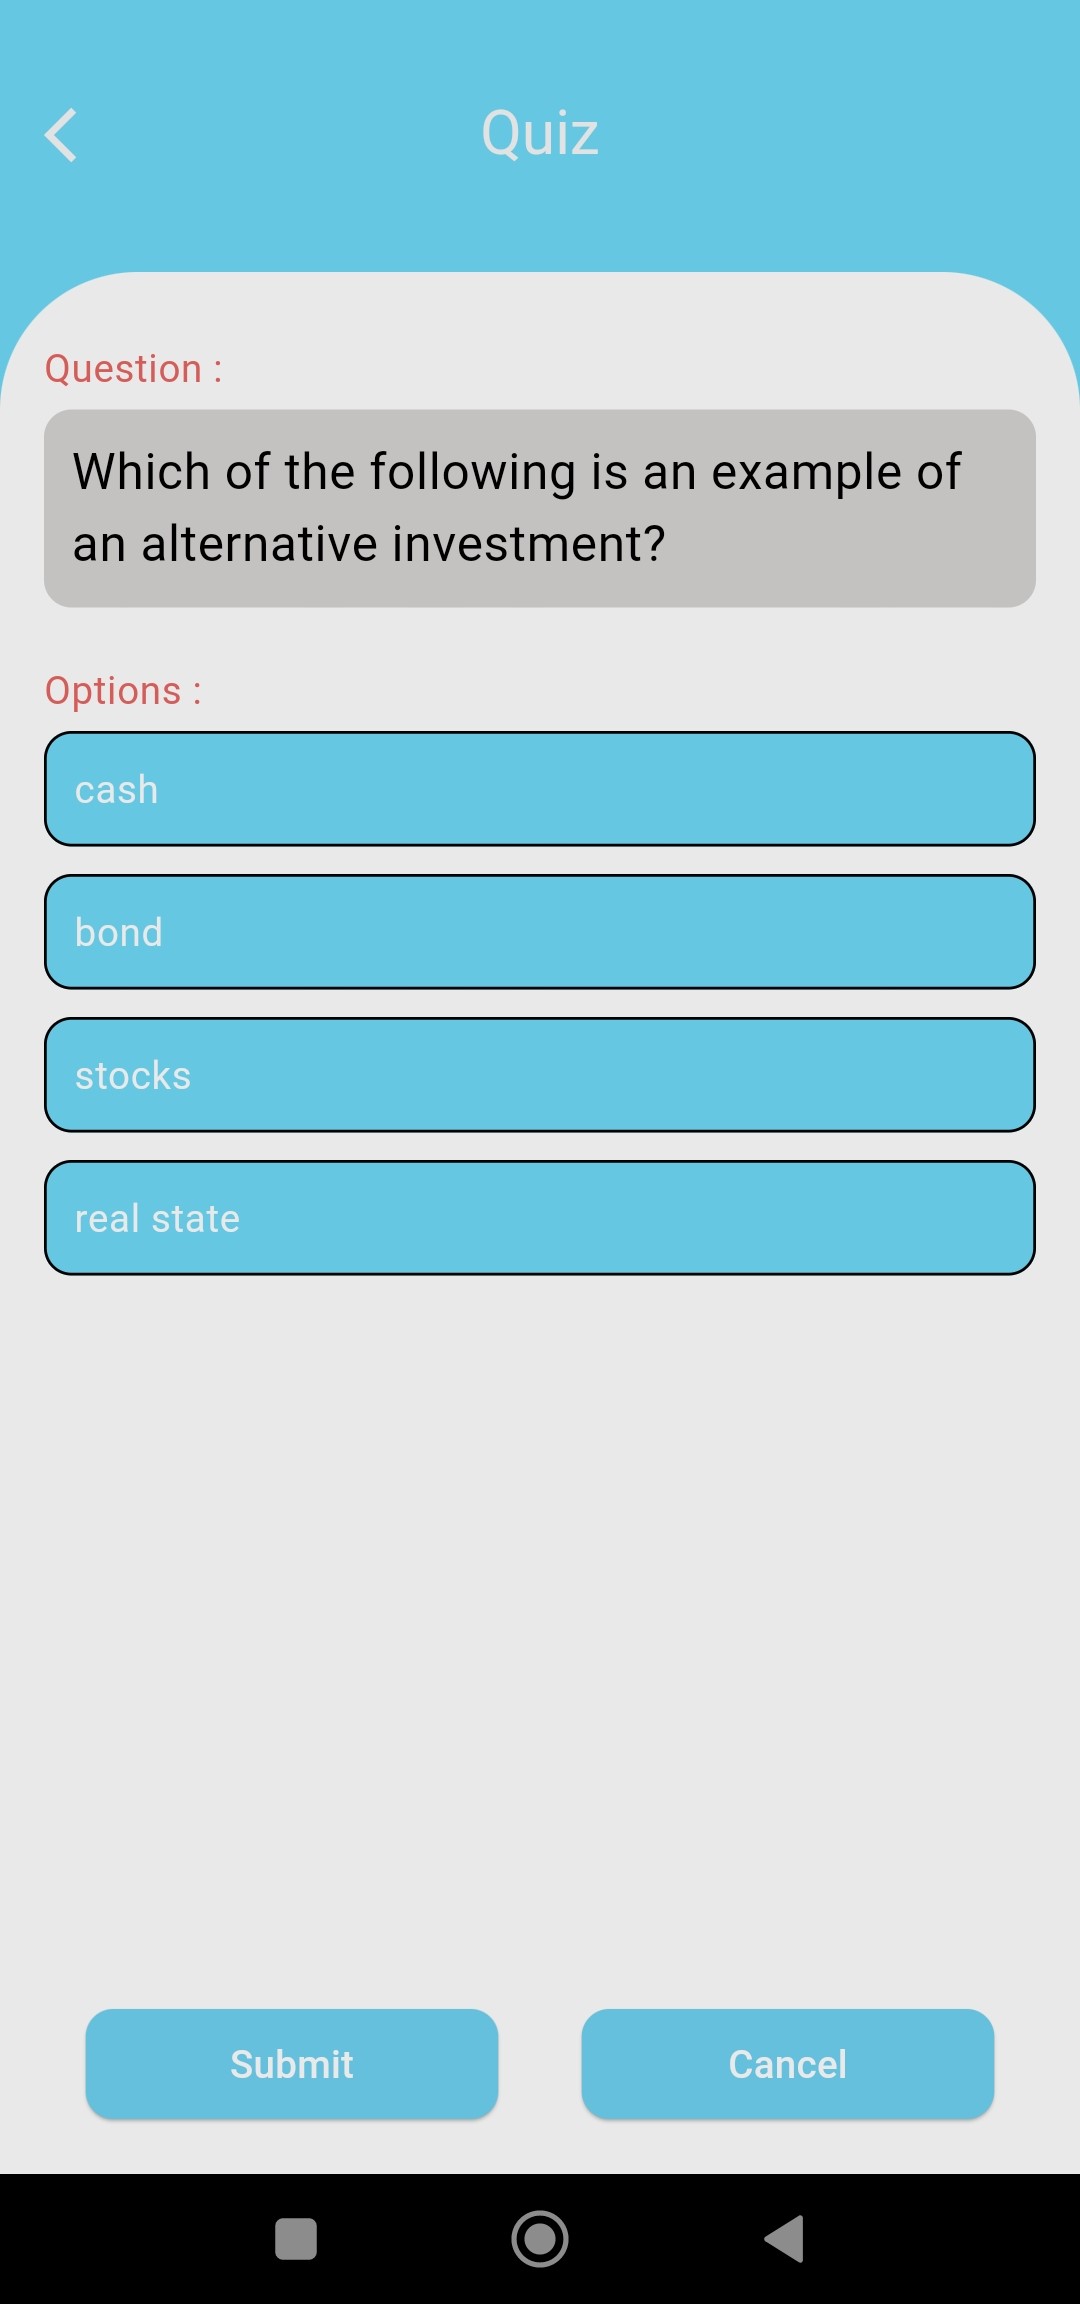 Quiz
Question :
Which of the following is an example of
an alternative investment?
Options :
cash
bond
stocks
real state
Submit
Cancel